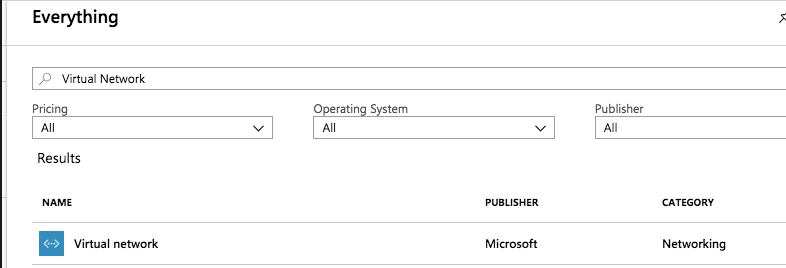 Everything
Virtual Network
Pricing Operating System Publisher
All All All
Results
NAME PUBLISHER CATEGORY
Virtual network Microsoft Networking